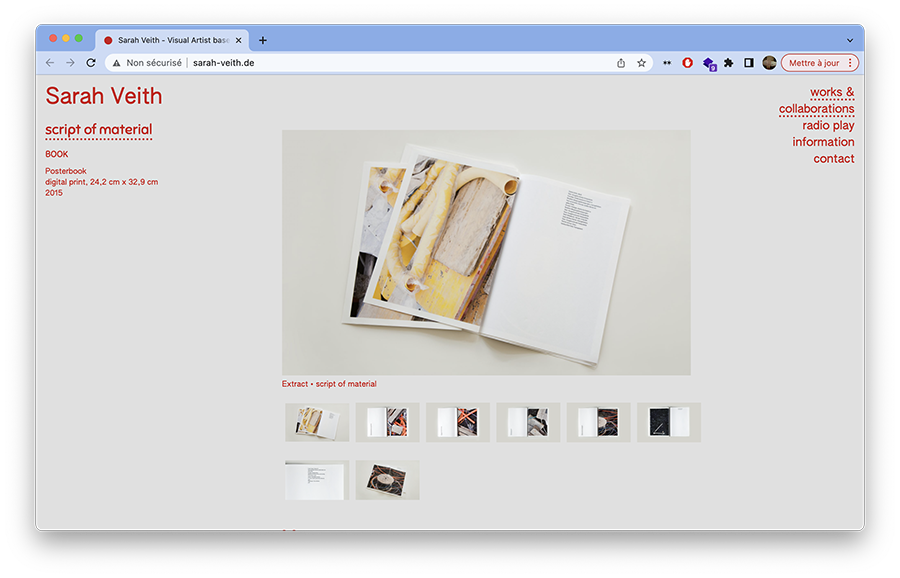 Sarah Veith - Visual Artist base
Non sécurisé
sarah-veith.de
9
Mettre à jour
Sarah Veith
works &
collaborations
radio play
information
contact
script of material
BOOK
Posterbook
digital print, 24,2 cm x 32,9 cm
2015
Extract • script of material